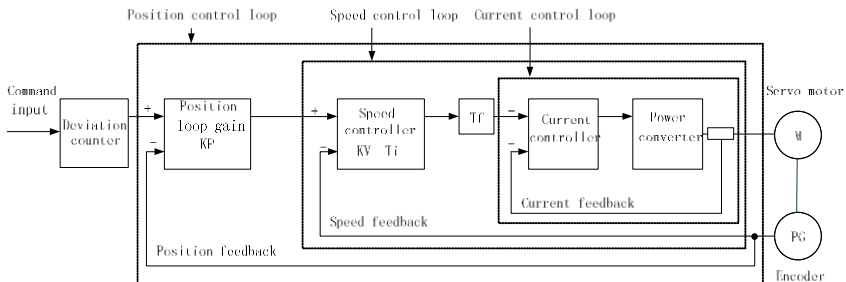 Position control loop
Speed control loop
Current control loop
Command
input
Deviation
counter
+
−
Position
loop gain
KP
+
−
Speed
controller
KV Ti
Tf
−
−
Current
controller
Power
converter
Servo motor
M
Current feedback
Speed feedback
Position feedback
PG
Encoder